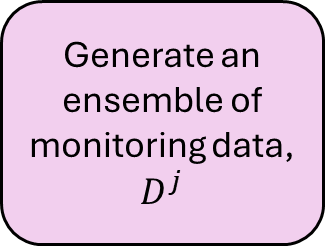 Generate an
ensemble of
monitoring data,
D^j